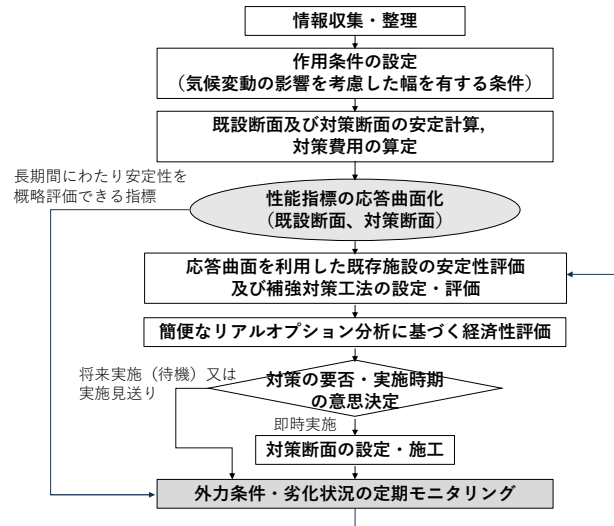 情報収集・整理
作用条件の設定
（気候変動の影響を考慮した幅を有する条件）
既設断面及び対策断面の安定計算，
対策費用の算定
長期間にわたり安定性を
概略評価できる指標
性能指標の応答曲面化
（既設断面、対策断面）
応答曲面を利用した既存施設の安定性評価
及び補強対策工法の設定・評価
簡便なリアルオプション分析に基づく経済性評価
将来実施（待機）又は
実施見送り
対策の要否・実施時期
の意思決定
即時実施
対策断面の設定・施工
外力条件・劣化状況の定期モニタリング